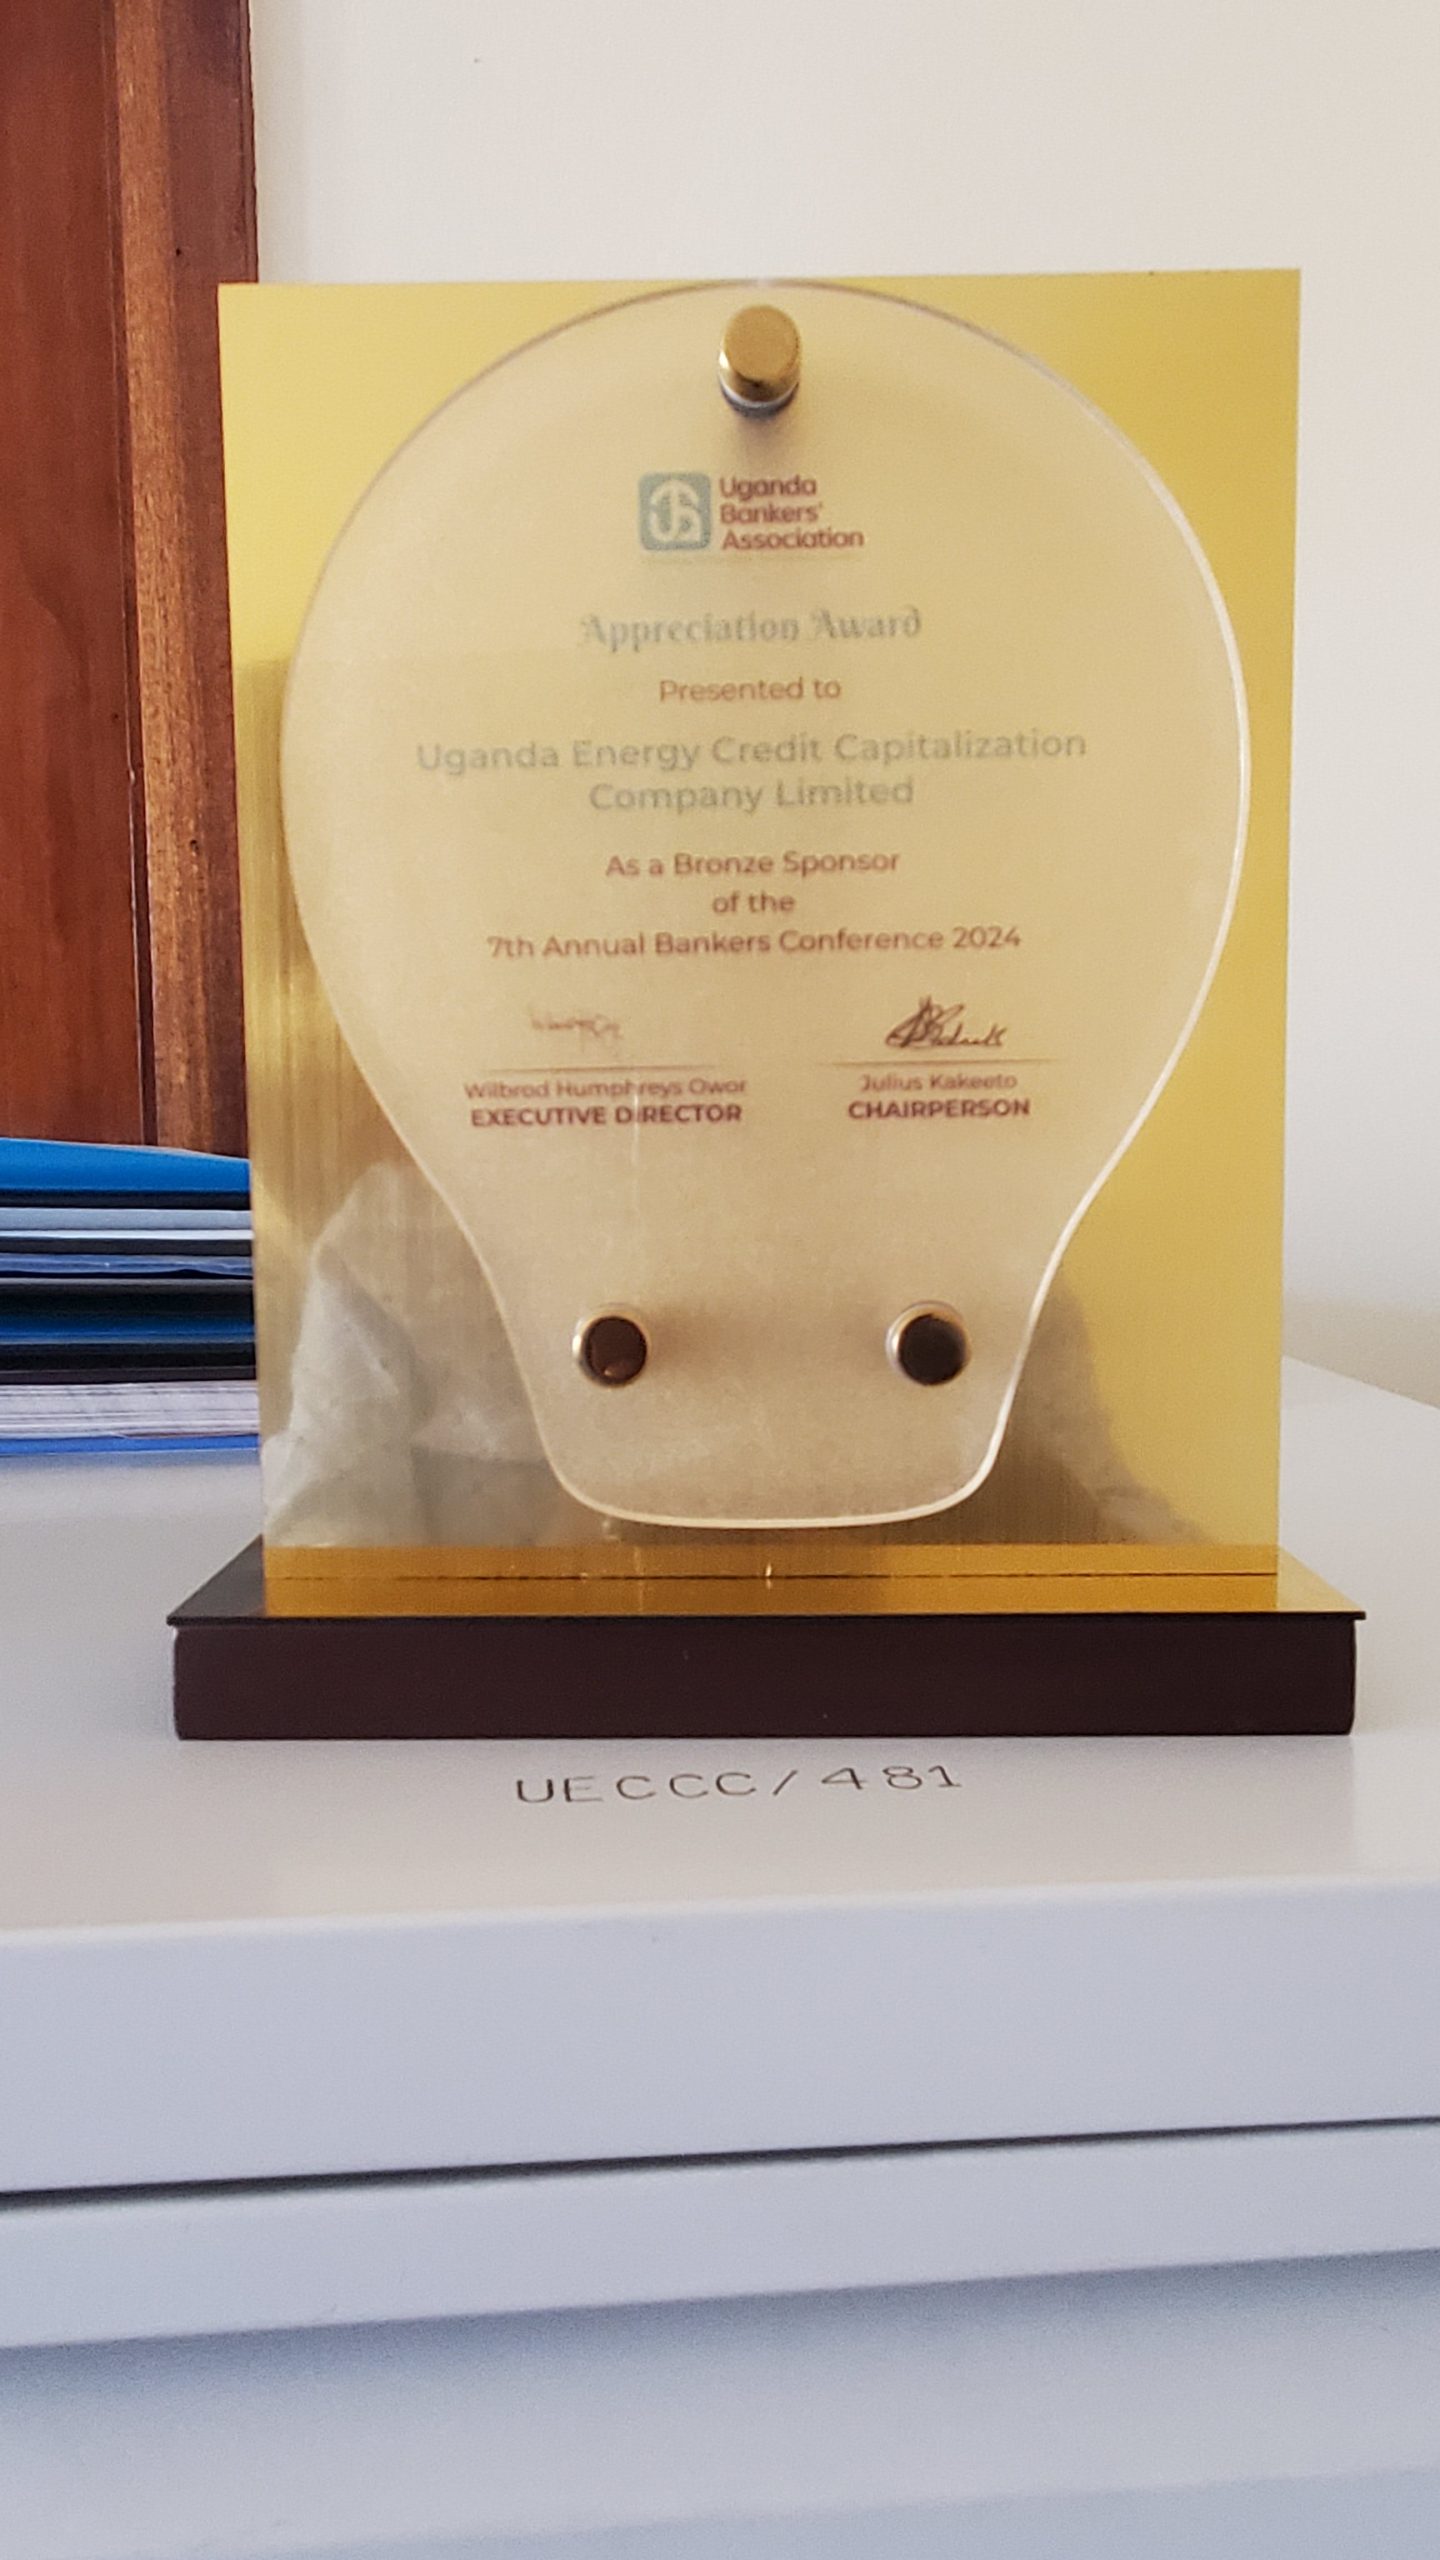 Uganda
Bankers'
Association
Appreciation Award
Presented to
Uganda Energy Credit Capitalization
Company Limited
As a Bronze Sponsor
of the
7th Annual Bankers Conference 2024
Wilbrod Humphreys Owor
EXECUTIVE DIRECTOR
Julius Kakeeto
CHAIRPERSON
UECCC/481